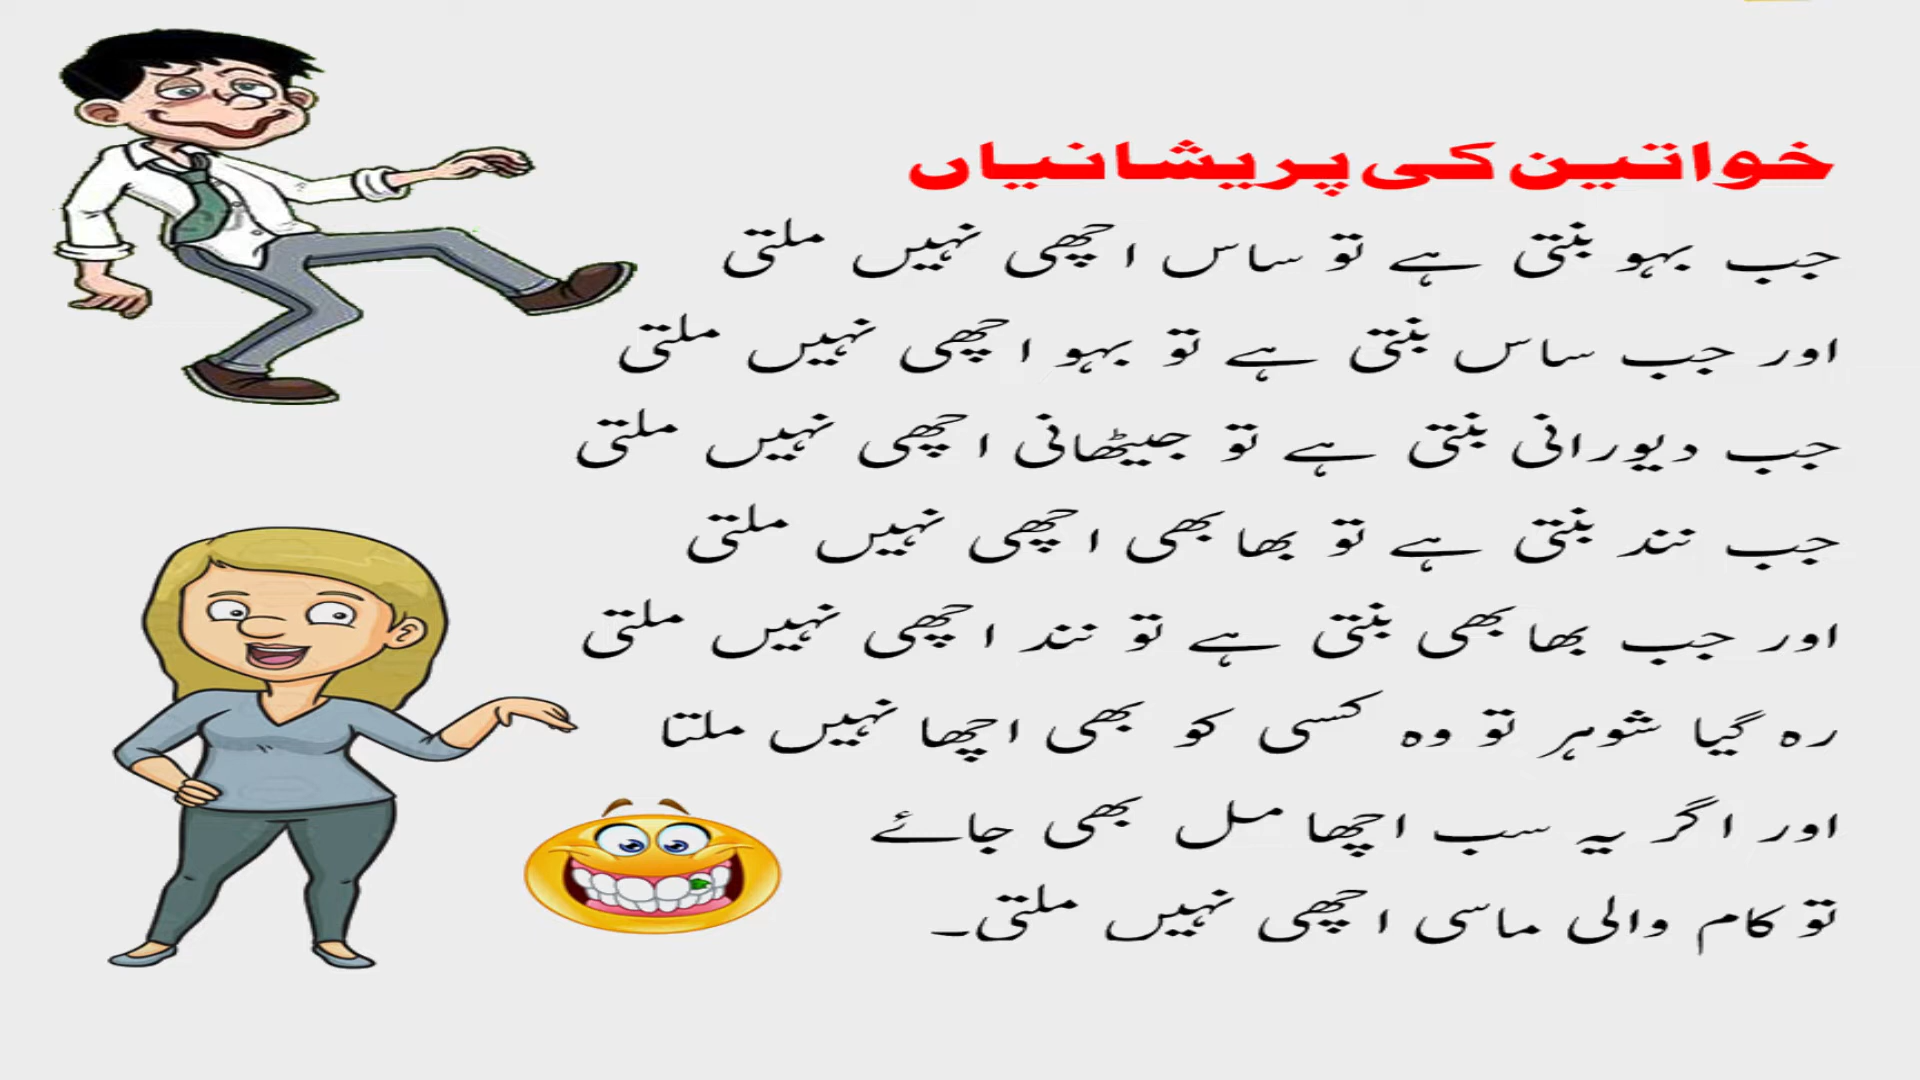 خواتین کی پریشانیاں
جب بہو بنتی ہے تو ساس اچھی نہیں ملتی
اور جب ساس بنتی ہے تو بہو اچھی نہیں ملتی
جب دیورانی بنتی ہے تو جیٹھانی اچھی نہیں ملتی
جب نند بنتی ہے تو بھابھی اچھی نہیں ملتی
اور جب بھابھی بنتی ہے تو نند اچھی نہیں ملتی
رہ گیا شوہر تو وہ کسی کو بھی اچھا نہیں ملتا
اور اگر یہ سب اچھا مل بھی جائے
تو کام والی ماسی اچھی نہیں ملتی۔